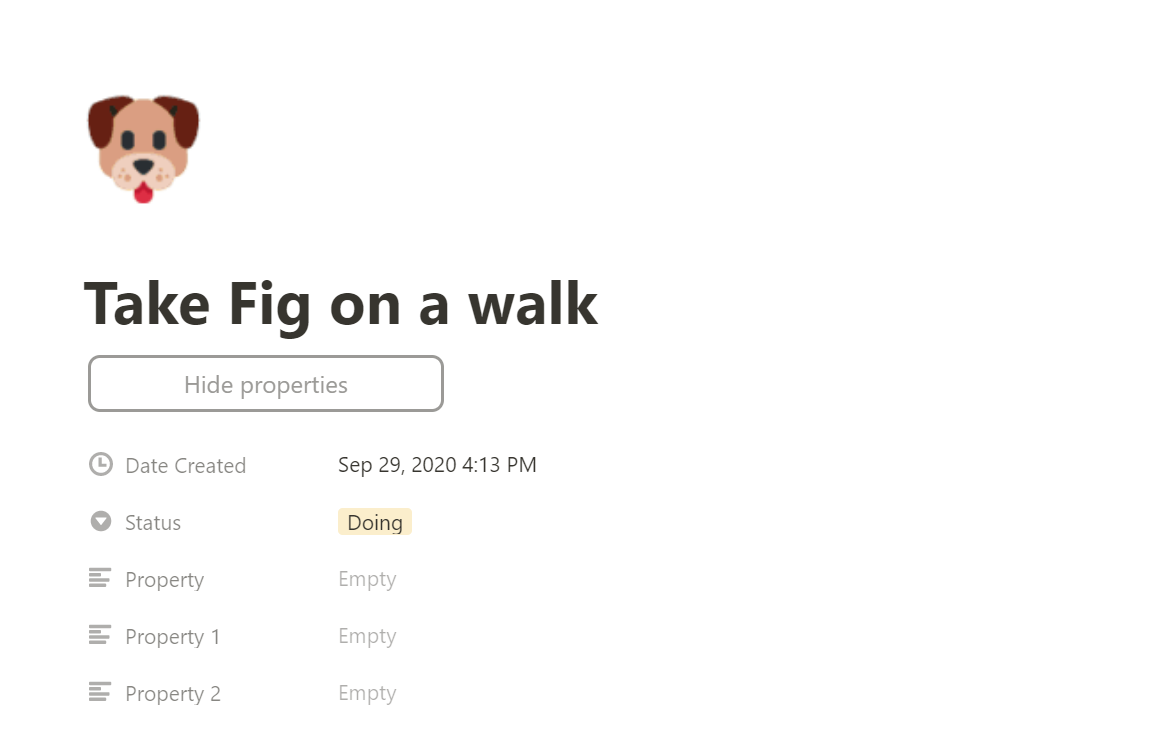 Take Fig on a walk
Hide properties
Date Created Sep 29, 2020 4:13 PM
Status Doing
Property Empty
Property 1 Empty
Property 2 Empty